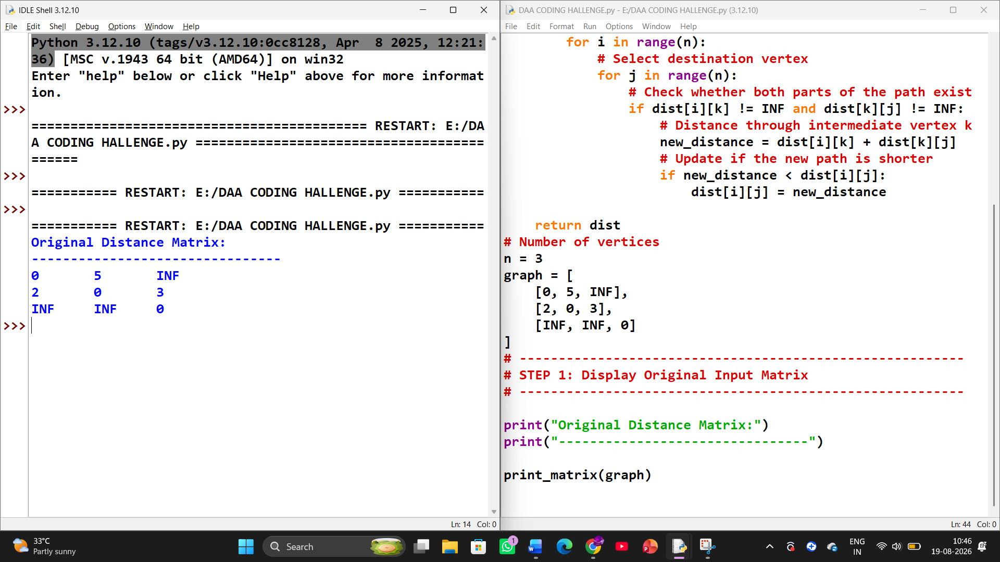 IDLE Shell 3.12.10
File Edit Shell Debug Options Window Help
Python 3.12.10 (tags/v3.12.10:0cc8128, Apr  8 2025, 12:21:
36) [MSC v.1943 64 bit (AMD64)] on win32
Enter "help" below or click "Help" above for more informat
ion.
>>>
=========================================== RESTART: E:/DA
A CODING HALLENGE.py =====================================
======
>>>
=========== RESTART: E:/DAA CODING HALLENGE.py ===========
>>>
=========== RESTART: E:/DAA CODING HALLENGE.py ===========
Original Distance Matrix:
--------------------------------
0       5       INF
2       0       3
INF     INF     0
>>>
Ln: 14 Col: 0
DAA CODING HALLENGE.py - E:/DAA CODING HALLENGE.py (3.12.10)
File Edit Format Run Options Window Help
        for i in range(n):
            # Select destination vertex
            for j in range(n):
                # Check whether both parts of the path exist
                if dist[i][k] != INF and dist[k][j] != INF:
                    # Distance through intermediate vertex k
                    new_distance = dist[i][k] + dist[k][j]
                    # Update if the new path is shorter
                    if new_distance < dist[i][j]:
                        dist[i][j] = new_distance
    return dist
# Number of vertices
n = 3
graph = [
    [0, 5, INF],
    [2, 0, 3],
    [INF, INF, 0]
]
# ---------------------------------------------------------
# STEP 1: Display Original Input Matrix
# ---------------------------------------------------------
print("Original Distance Matrix:")
print("--------------------------------")
print_matrix(graph)
Ln: 44 Col: 0
33°C
Partly sunny
Search
1
W
P
ENG
IN
10:46
19-08-2026